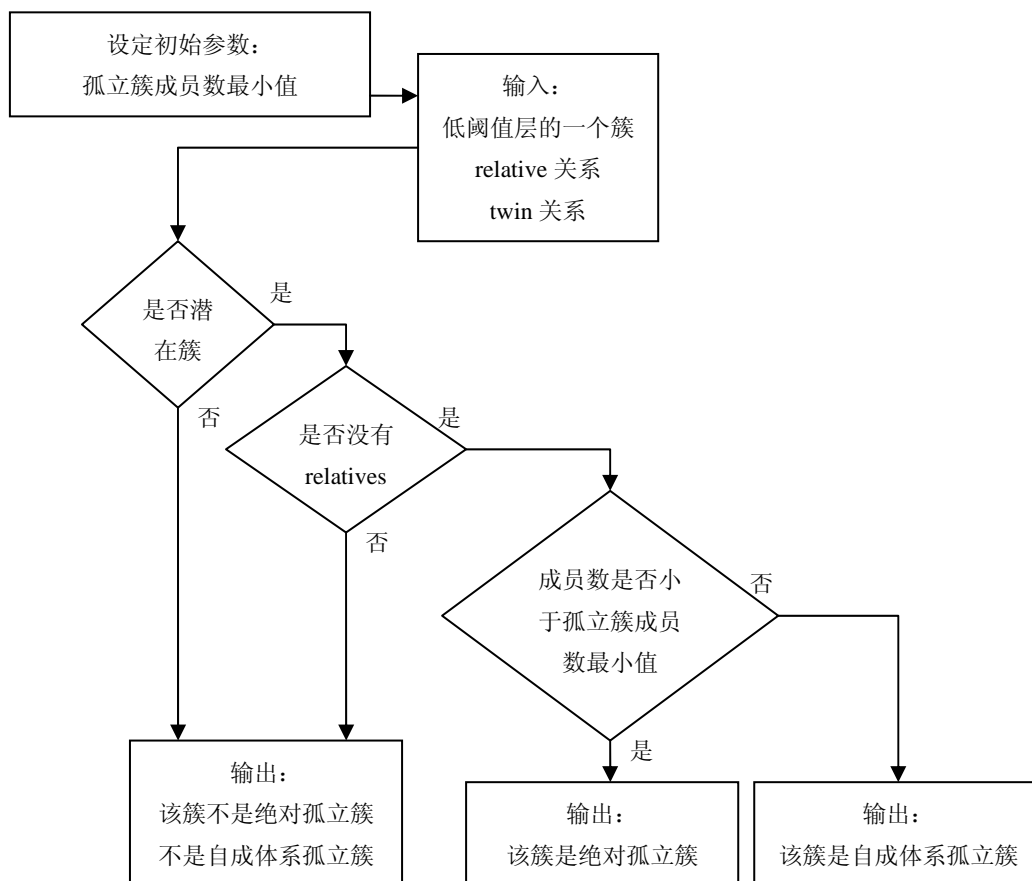 设定初始参数：
孤立簇成员数最小值
输入：
低阈值层的一个簇
relative 关系
twin 关系
是否潜
在簇
是
否
是否没有
relatives
是
否
成员数是否小
于孤立簇成员
数最小值
否
是
输出：
该簇不是绝对孤立簇
不是自成体系孤立簇
输出：
该簇是绝对孤立簇
输出：
该簇是自成体系孤立簇